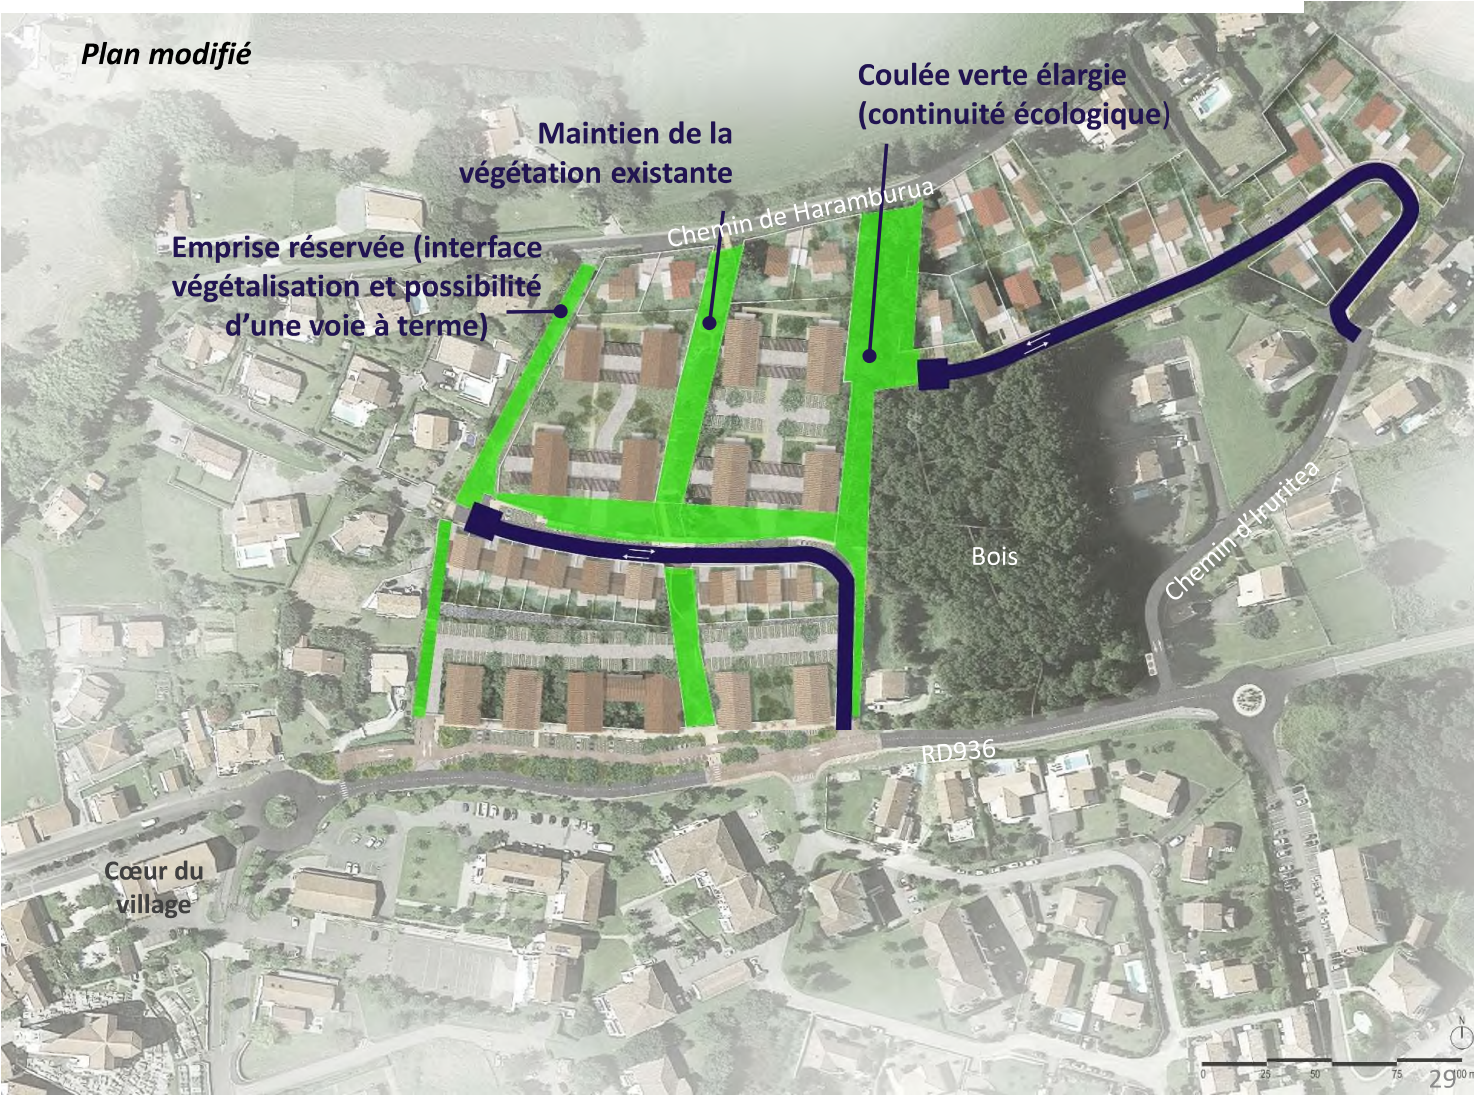 Plan modifié
Coulée verte élargie
(continuité écologique)
Maintien de la
végétation existante
Chemin de Haramburua
Emprise réservée (interface
végétalisation et possibilité
d'une voie à terme)
Bois
Chemin d'Iruritea
RD936
Cœur du
village
N
0 25 50 75 100 m
29